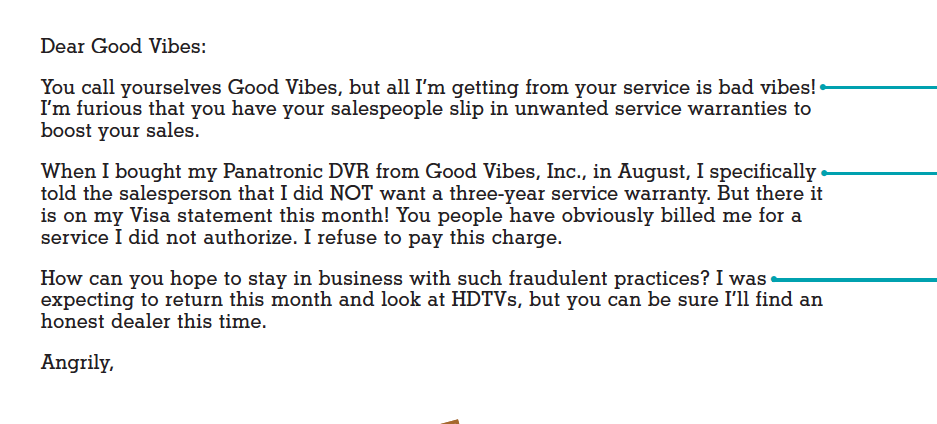 Dear Good Vibes:
You call yourselves Good Vibes, but all I’m getting from your service is bad vibes!
I’m furious that you have your salespeople slip in unwanted service warranties to
boost your sales.
When I bought my Panatronic DVR from Good Vibes, Inc., in August, I specifically
told the salesperson that I did NOT want a three-year service warranty. But there it
is on my Visa statement this month! You people have obviously billed me for a
service I did not authorize. I refuse to pay this charge.
How can you hope to stay in business with such fraudulent practices? I was
expecting to return this month and look at HDTVs, but you can be sure I’ll find an
honest dealer this time.
Angrily,